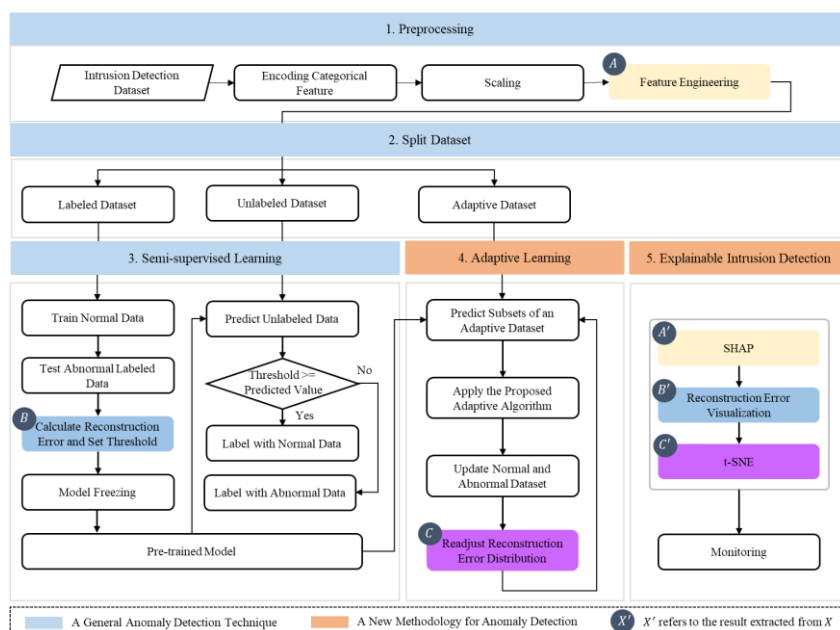 1. Preprocessing
Intrusion Detection
Dataset
Encoding Categorical
Feature
Scaling
A
Feature Engineering
2. Split Dataset
Labeled Dataset
Unlabeled Dataset
Adaptive Dataset
3. Semi-supervised Learning
4. Adaptive Learning
5. Explainable Intrusion Detection
Train Normal Data
Test Abnormal Labeled
Data
B
Calculate Reconstruction
Error and Set Threshold
Model Freezing
Pre-trained Model
Predict Unlabeled Data
Threshold >=
Predicted Value
No
Yes
Label with Normal Data
Label with Abnormal Data
Predict Subsets of an
Adaptive Dataset
Apply the Proposed
Adaptive Algorithm
Update Normal and
Abnormal Dataset
C
Readjust Reconstruction
Error Distribution
A'
SHAP
B'
Reconstruction Error
Visualization
C'
t-SNE
Monitoring
A General Anomaly Detection Technique
A New Methodology for Anomaly Detection
X'
X' refers to the result extracted from X